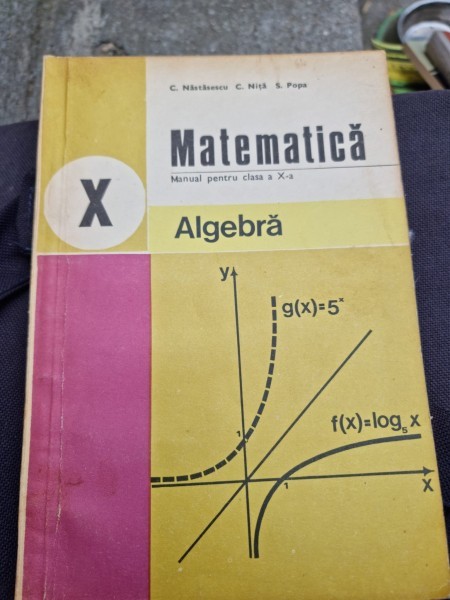 C. Năstăsescu C. Niță S. Popa
Matematică
Manual pentru clasa a X-a
X
Algebră
y
g(x)=5ˣ
f(x)=log₅ x
1
1
x